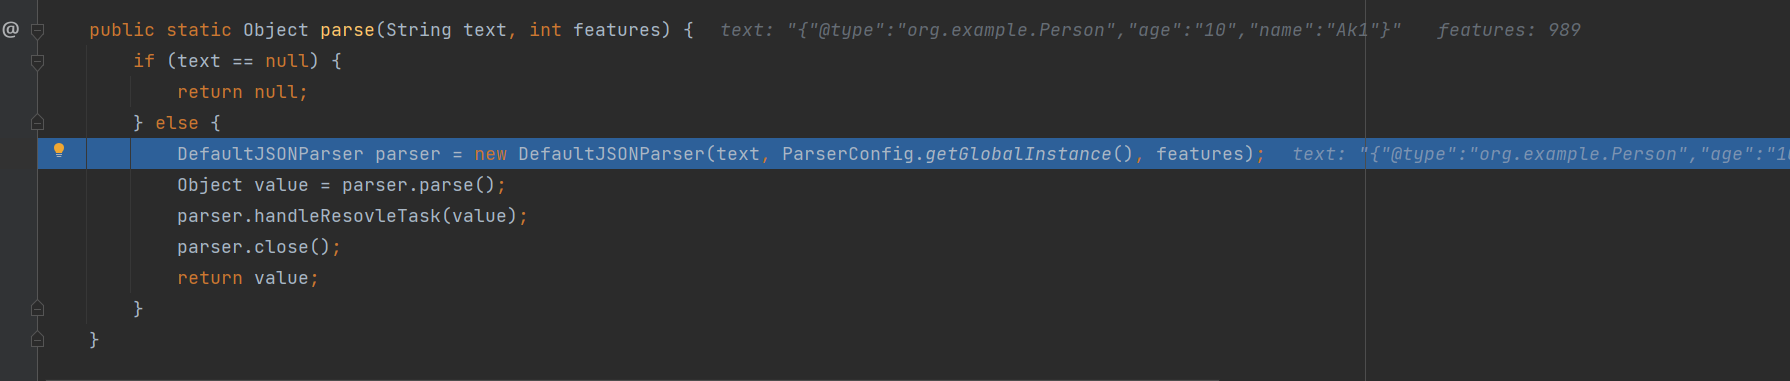 @ public static Object parse(String text, int features) { text: "{"@type":"org.example.Person","age":"10","name":"Ak1"}" features: 989
if (text == null) {
return null;
} else {
DefaultJSONParser parser = new DefaultJSONParser(text, ParserConfig.getGlobalInstance(), features); text: "{"@type":"org.example.Person","age":"10
Object value = parser.parse();
parser.handleResovleTask(value);
parser.close();
return value;
}
}